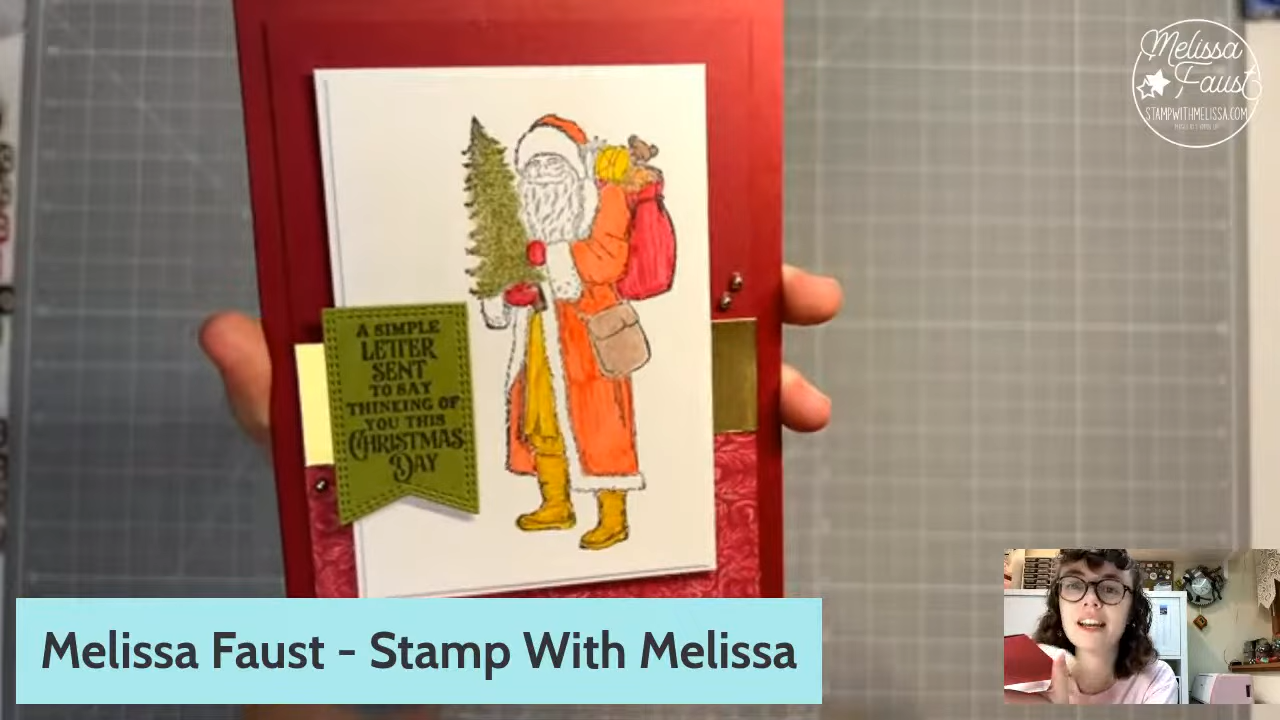 Melissa
Faust
STAMPWITHMELISSA.COM
A SIMPLE
LETTER
SENT
TO SAY
THINKING OF
YOU THIS
CHRISTMAS
DAY
Melissa Faust - Stamp With Melissa